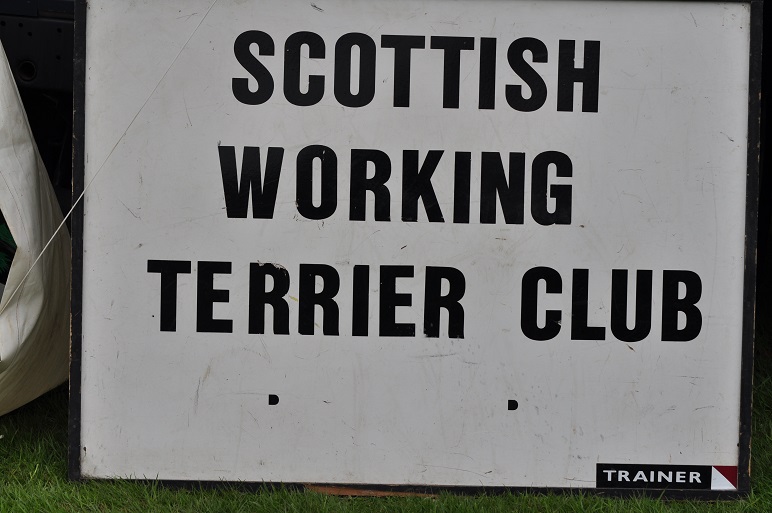 SCOTTISH
WORKING
TERRIER CLUB
TRAINER